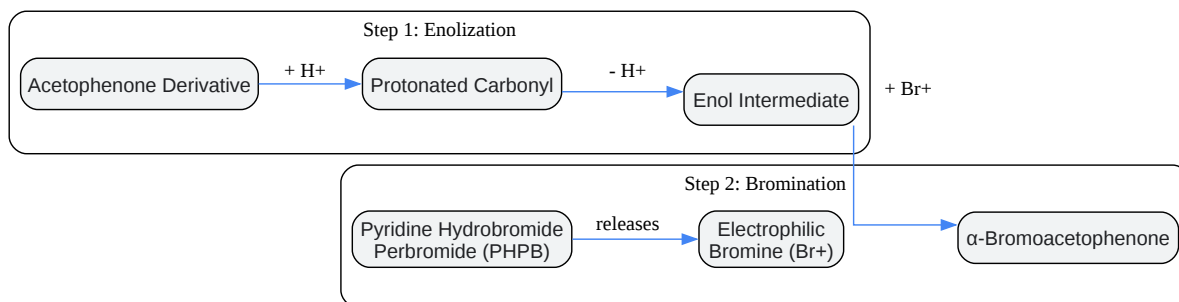 Step 1: Enolization
Acetophenone Derivative
+ H+
Protonated Carbonyl
- H+
Enol Intermediate
+ Br+
Step 2: Bromination
Pyridine Hydrobromide
Perbromide (PHPB)
releases
Electrophilic
Bromine (Br+)
α-Bromoacetophenone